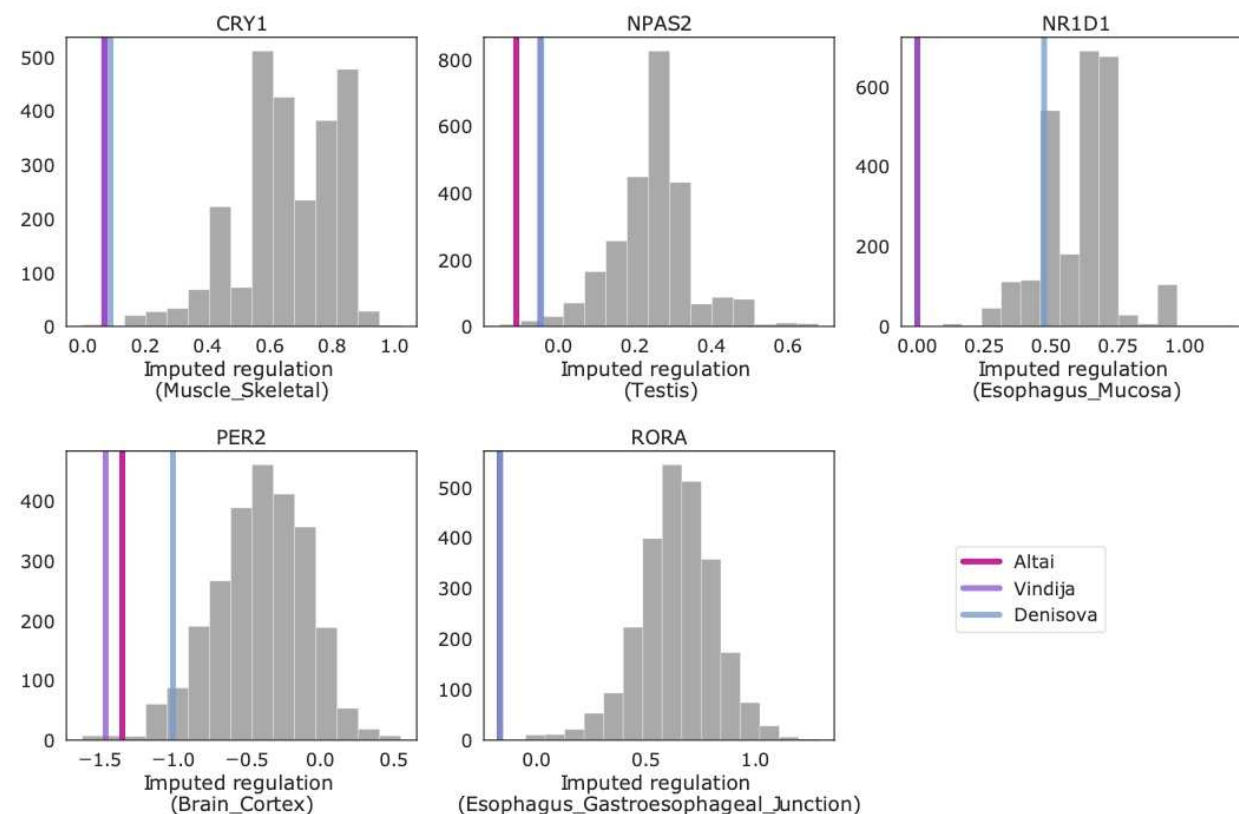 CRY1
500
400
300
200
100
0
0.0 0.2 0.4 0.6 0.8 1.0
Imputed regulation
(Muscle_Skeletal)
NPAS2
800
600
400
200
0
0.0 0.2 0.4 0.6
Imputed regulation
(Testis)
NR1D1
600
400
200
0
0.00 0.25 0.50 0.75 1.00
Imputed regulation
(Esophagus_Mucosa)
PER2
400
300
200
100
0
−1.5 −1.0 −0.5 0.0 0.5
Imputed regulation
(Brain_Cortex)
RORA
500
400
300
200
100
0
0.0 0.5 1.0
Imputed regulation
(Esophagus_Gastroesophageal_Junction)
Altai
Vindija
Denisova